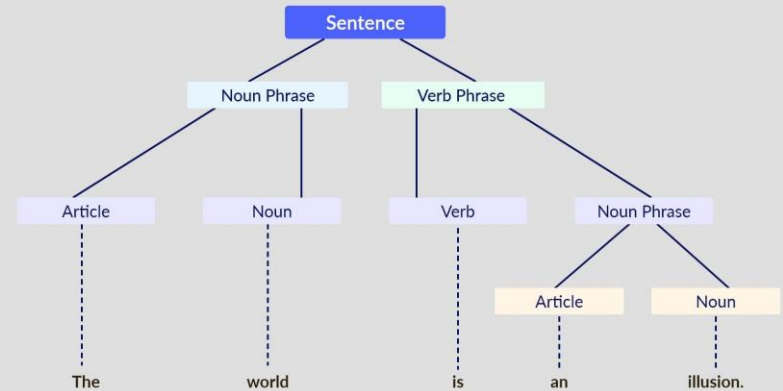 Sentence
Noun Phrase Verb Phrase
Article Noun Verb Noun Phrase
Article Noun
The world is an illusion.